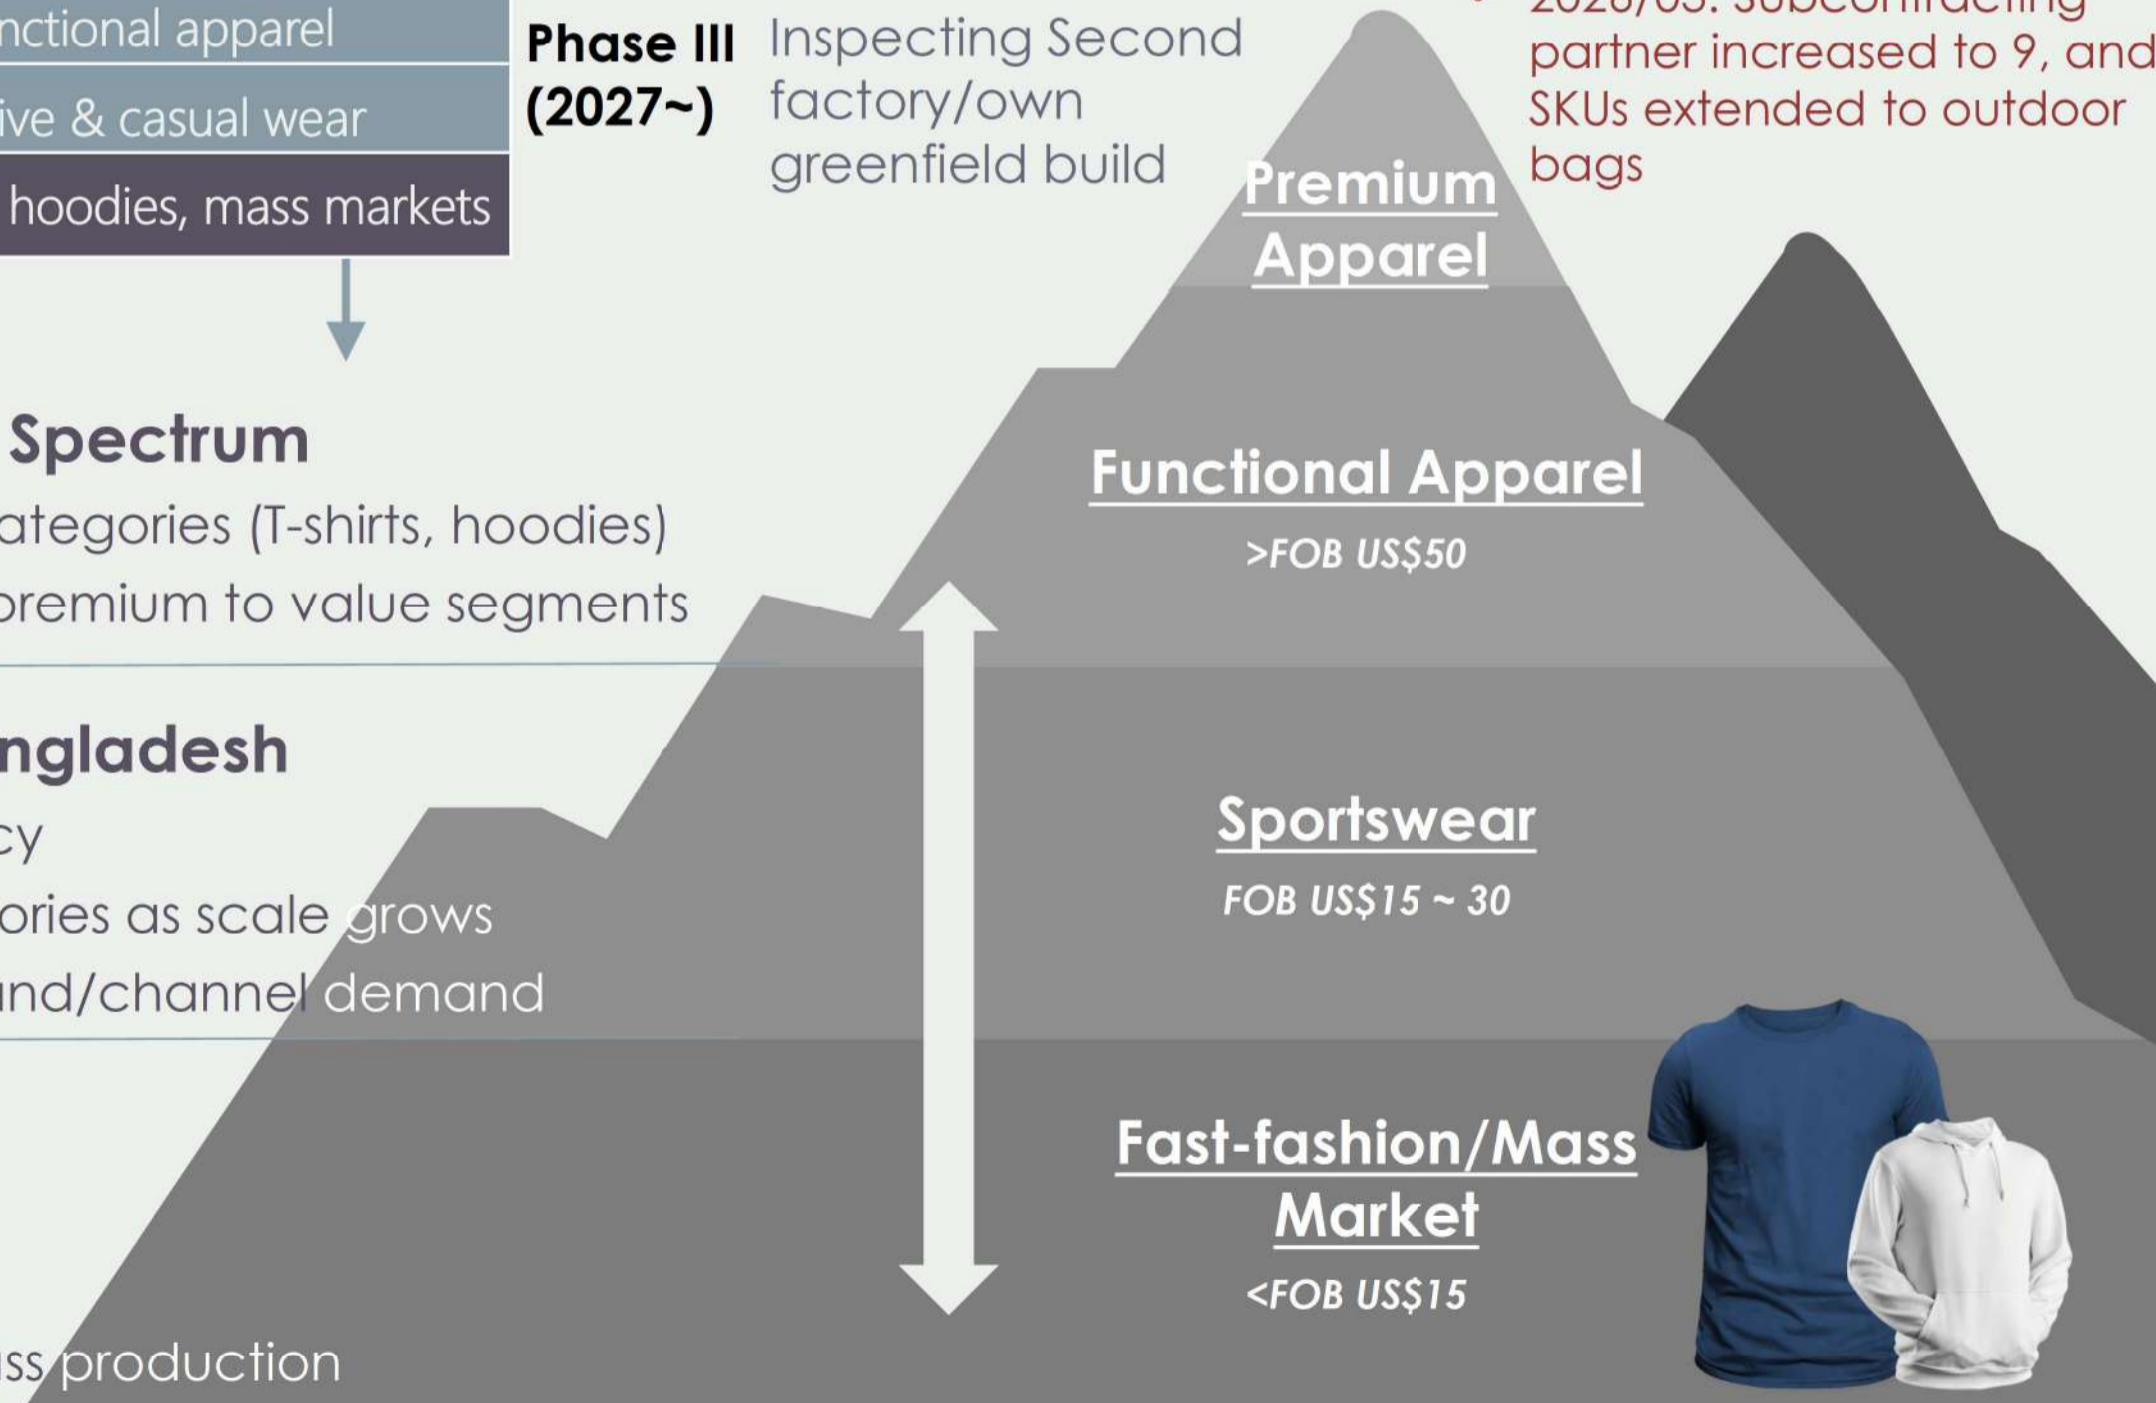 nctional apparel
ive & casual wear
hoodies, mass markets
Phase III
(2027~)
Inspecting Second
factory/own
greenfield build
partner increased to 9, and
SKUs extended to outdoor
bags
Premium
Apparel
Spectrum
ategories (T-shirts, hoodies)
premium to value segments
Functional Apparel
>FOB US$50
ngladesh
cy
ories as scale grows
and/channel demand
Sportswear
FOB US$15 ~ 30
Fast-fashion/Mass
Market
<FOB US$15
ss production